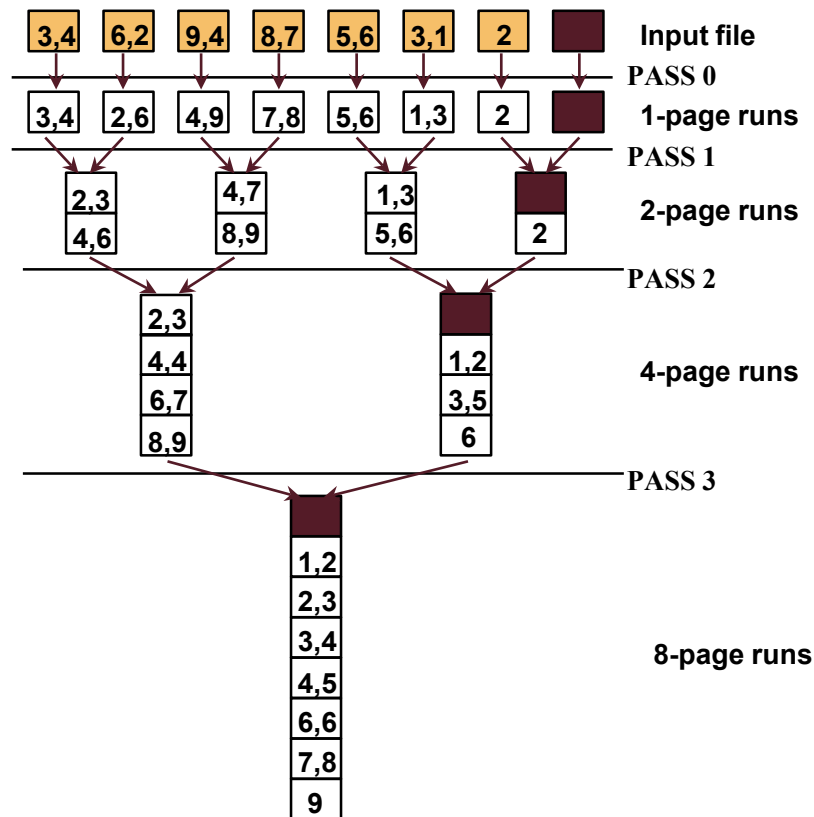 3,4 6,2 9,4 8,7 5,6 3,1 2 Input file
PASS 0
3,4 2,6 4,9 7,8 5,6 1,3 2 1-page runs
PASS 1
2,3 4,7 1,3
2-page runs
4,6 8,9 5,6 2
PASS 2
2,3
4,4 1,2
4-page runs
6,7 3,5
8,9 6
PASS 3
1,2
2,3
3,4
8-page runs
4,5
6,6
7,8
9